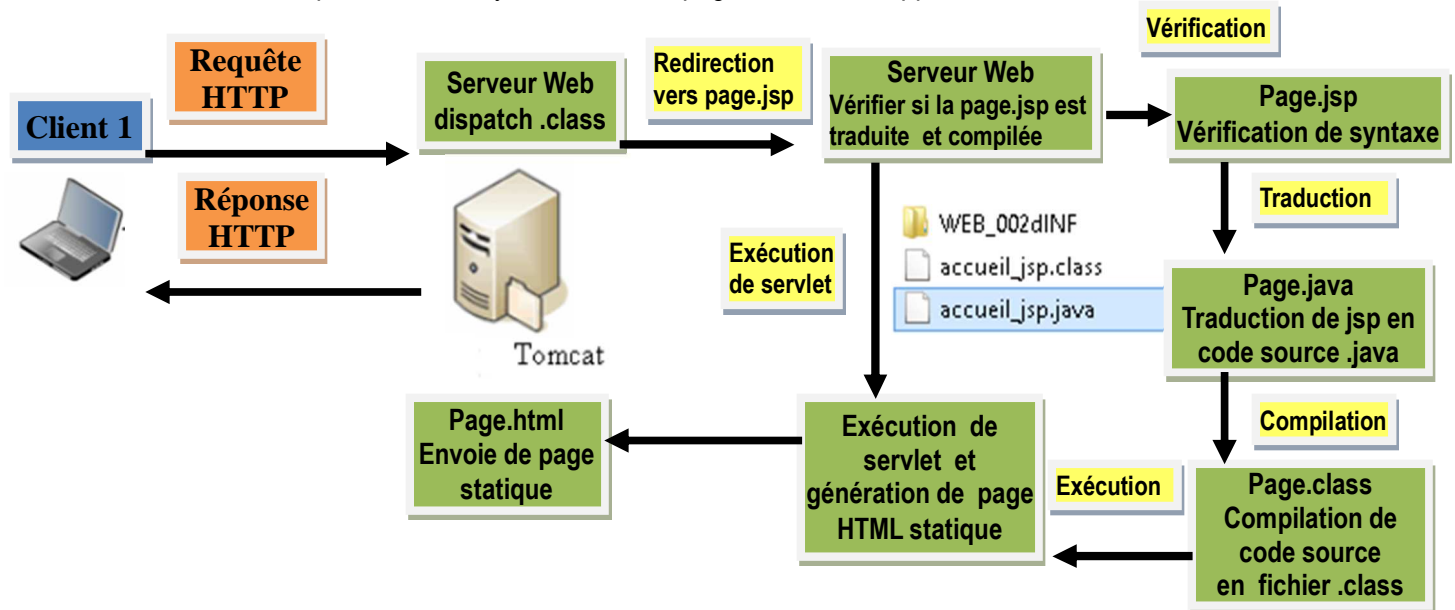 Vérification
Requête
HTTP
Client 1
Réponse
HTTP
Serveur Web
dispatch .class
Redirection
vers page.jsp
Serveur Web
Vérifier si la page.jsp est
traduite et compilée
Page.jsp
Vérification de syntaxe
Traduction
WEB_002dINF
accueil_jsp.class
accueil_jsp.java
Exécution
de servlet
Page.java
Traduction de jsp en
code source .java
Tomcat
Compilation
Page.html
Envoie de page
statique
Exécution de
servlet et
génération de page
HTML statique
Exécution
Page.class
Compilation de
code source
en fichier .class